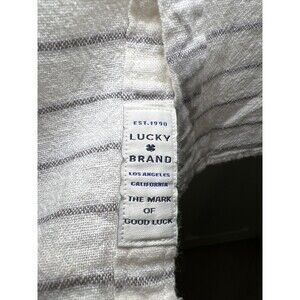 EST. 1990
LUCKY
BRAND
LOS ANGELES
CALIFORNIA
THE MARK
OF
GOOD LUCK